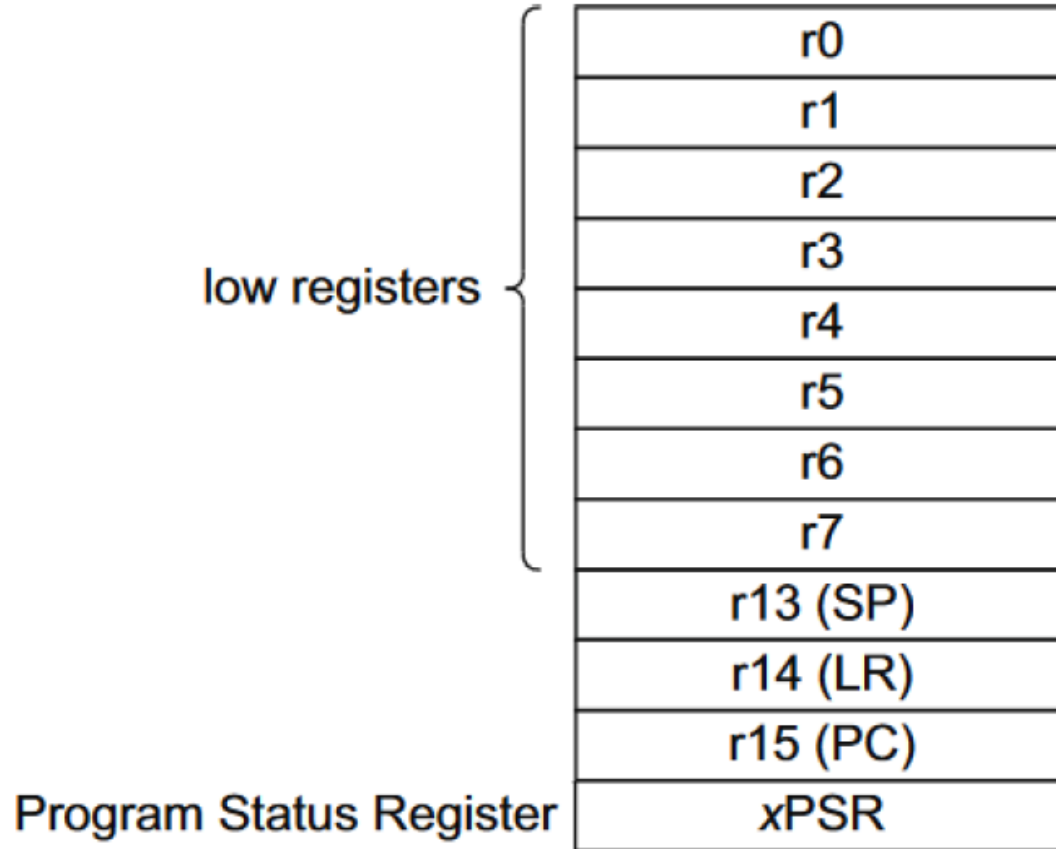 r0
r1
r2
r3
low registers
r4
r5
r6
r7
r13 (SP)
r14 (LR)
r15 (PC)
Program Status Register xPSR